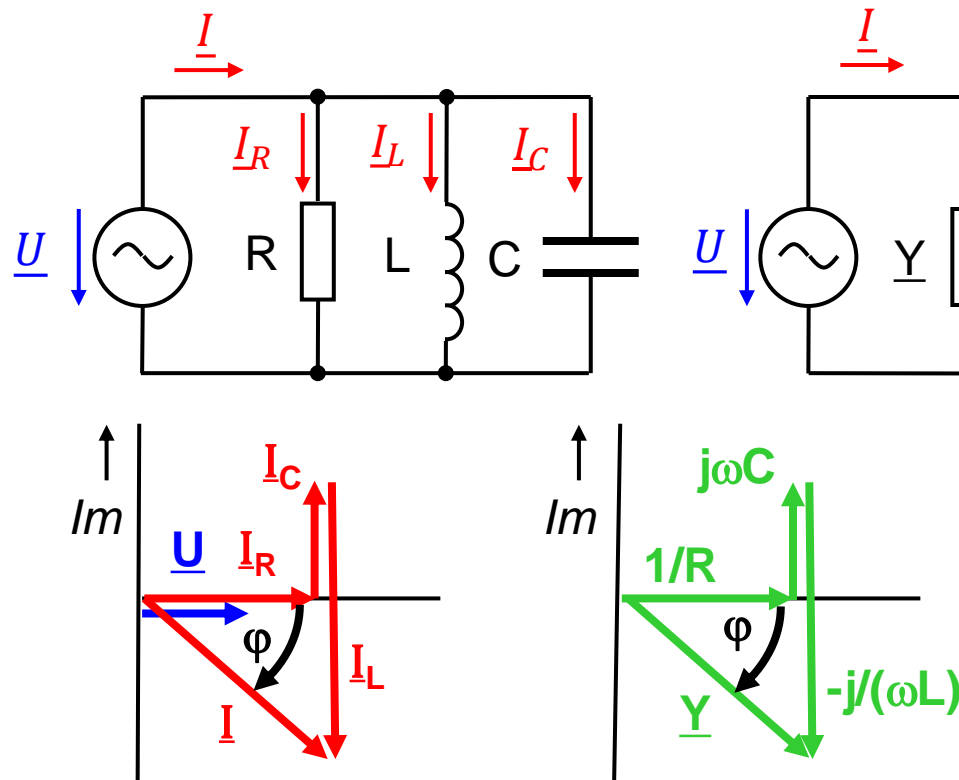 I I
I_R I_L I_C
U R L C U Y
I_C jωC
Im Im
U I_R 1/R
φ φ
I_L -j/(ωL)
I Y